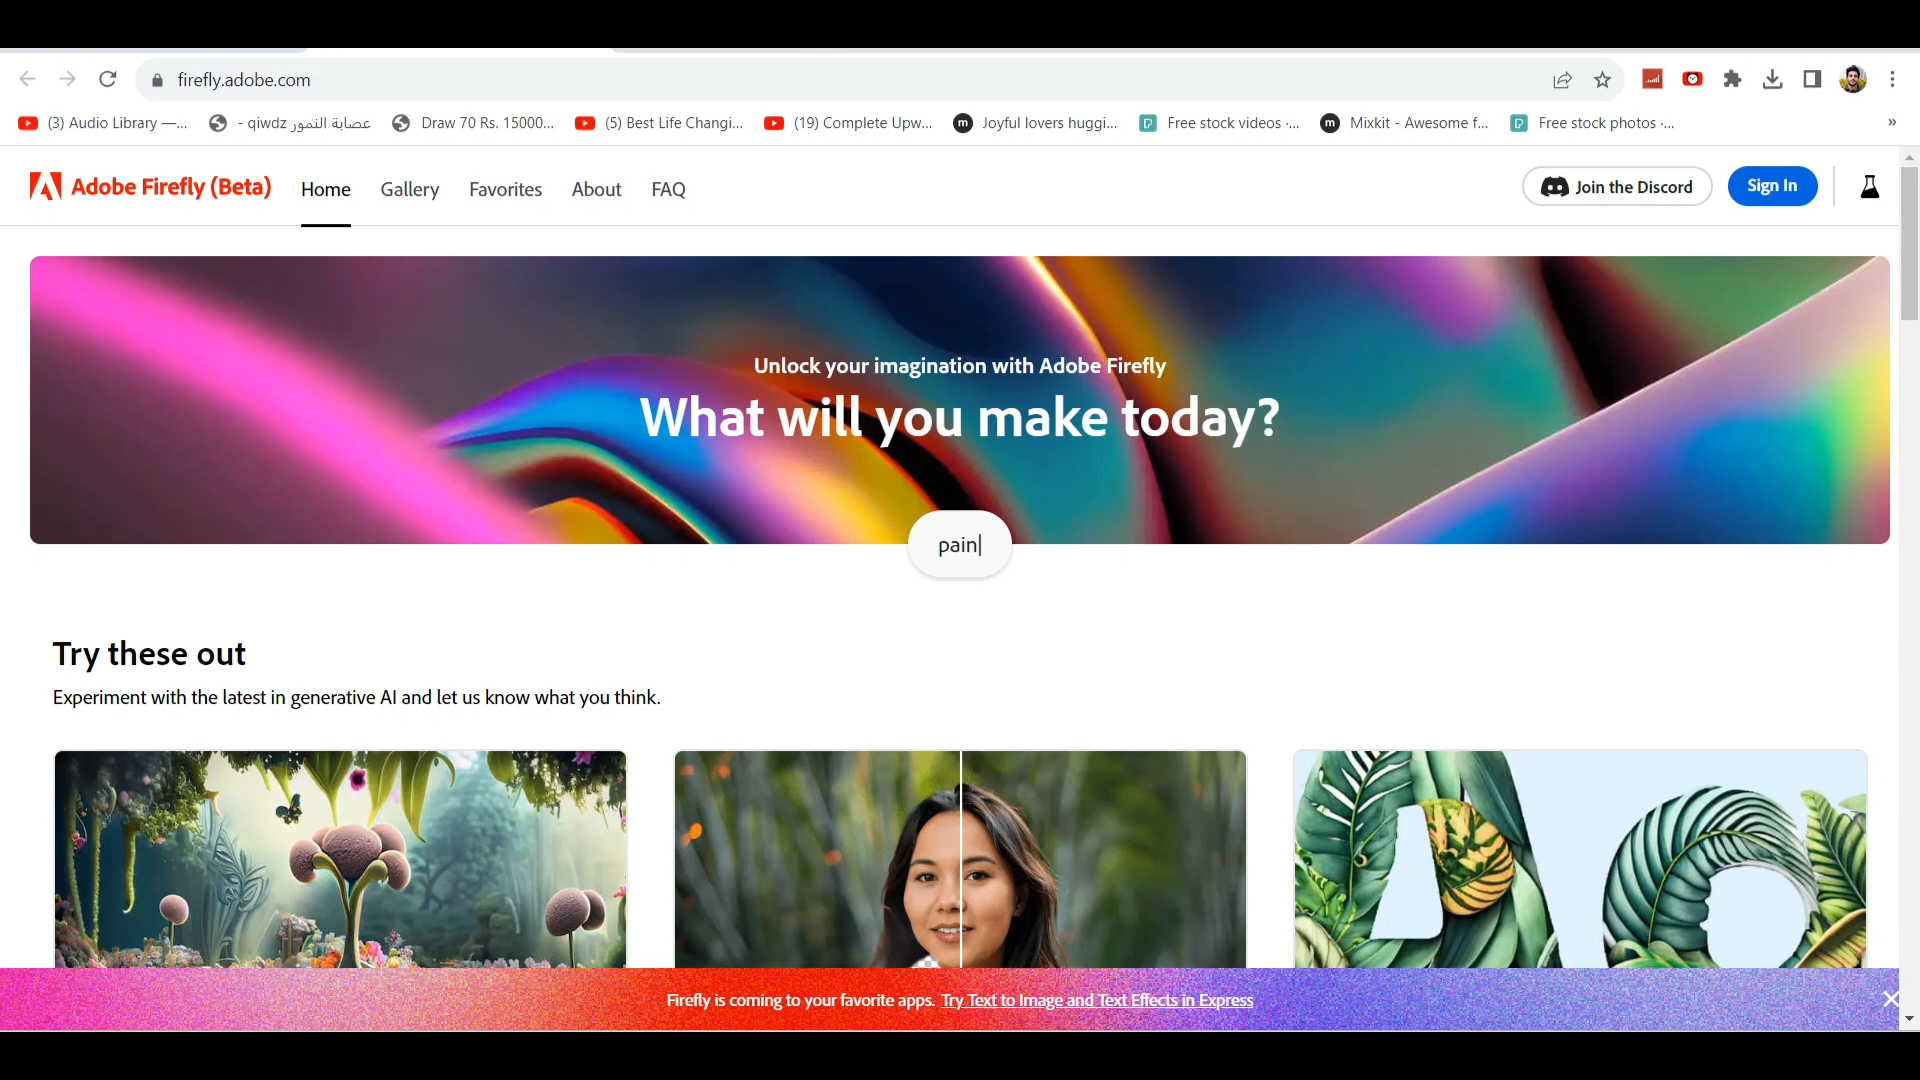 firefly.adobe.com
(3) Audio Library —...
- qiwdz عصابة النمور
Draw 70 Rs. 15000...
(5) Best Life Changi...
(19) Complete Upw...
Joyful lovers huggi...
Free stock videos ·...
Mixkit - Awesome f...
Free stock photos ·...
»
Adobe Firefly (Beta)
Home
Gallery
Favorites
About
FAQ
Join the Discord
Sign In
Unlock your imagination with Adobe Firefly
What will you make today?
pain
Try these out
Experiment with the latest in generative AI and let us know what you think.
Firefly is coming to your favorite apps. Try Text to Image and Text Effects in Express